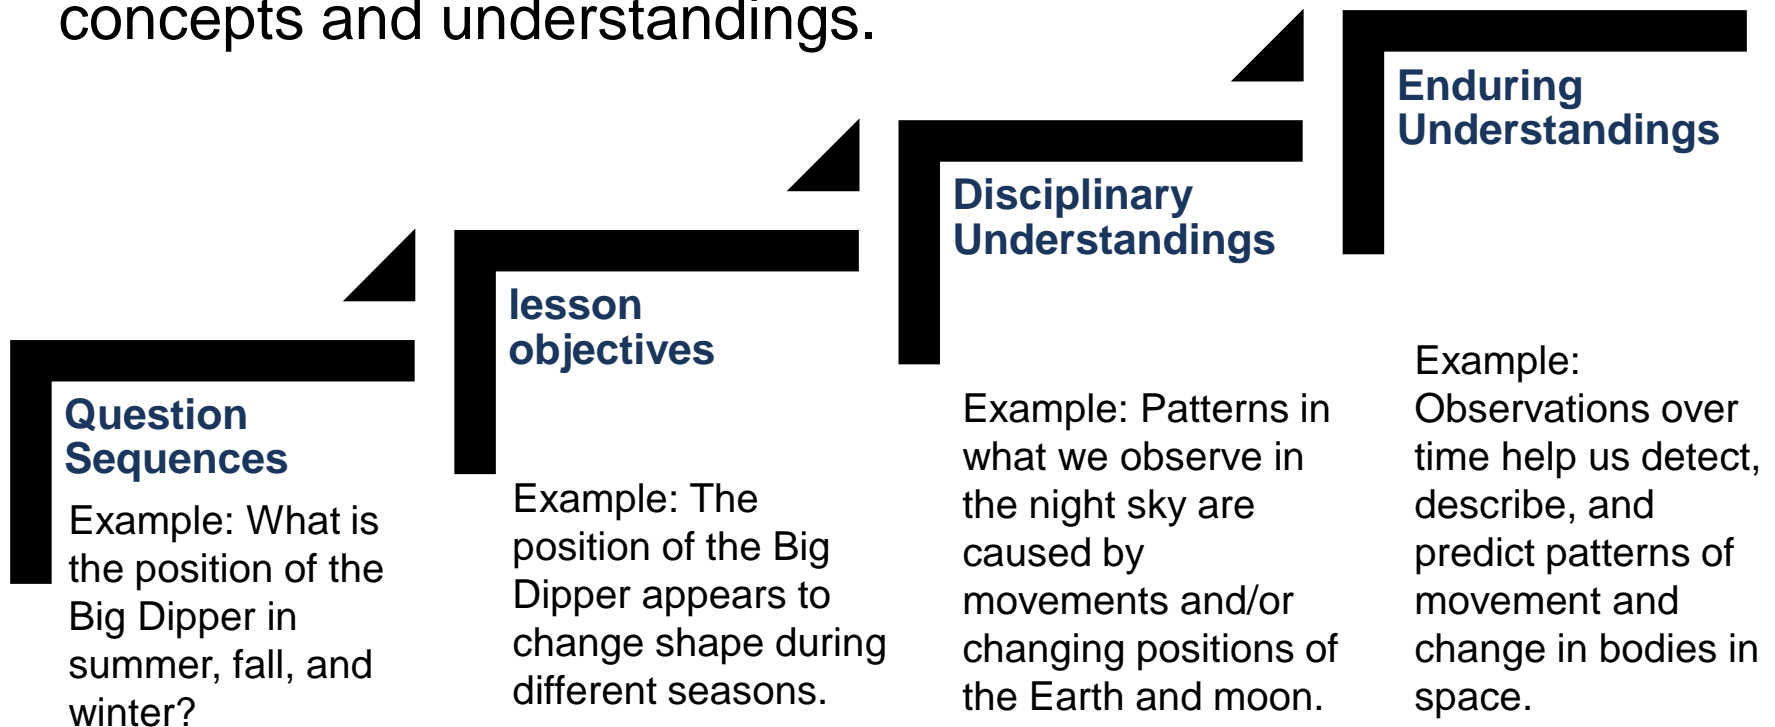 concepts and understandings.
Question
Sequences
Example: What is
the position of the
Big Dipper in
summer, fall, and
winter?
lesson
objectives
Example: The
position of the Big
Dipper appears to
change shape during
different seasons.
Disciplinary
Understandings
Example: Patterns in
what we observe in
the night sky are
caused by
movements and/or
changing positions of
the Earth and moon.
Enduring
Understandings
Example:
Observations over
time help us detect,
describe, and
predict patterns of
movement and
change in bodies in
space.